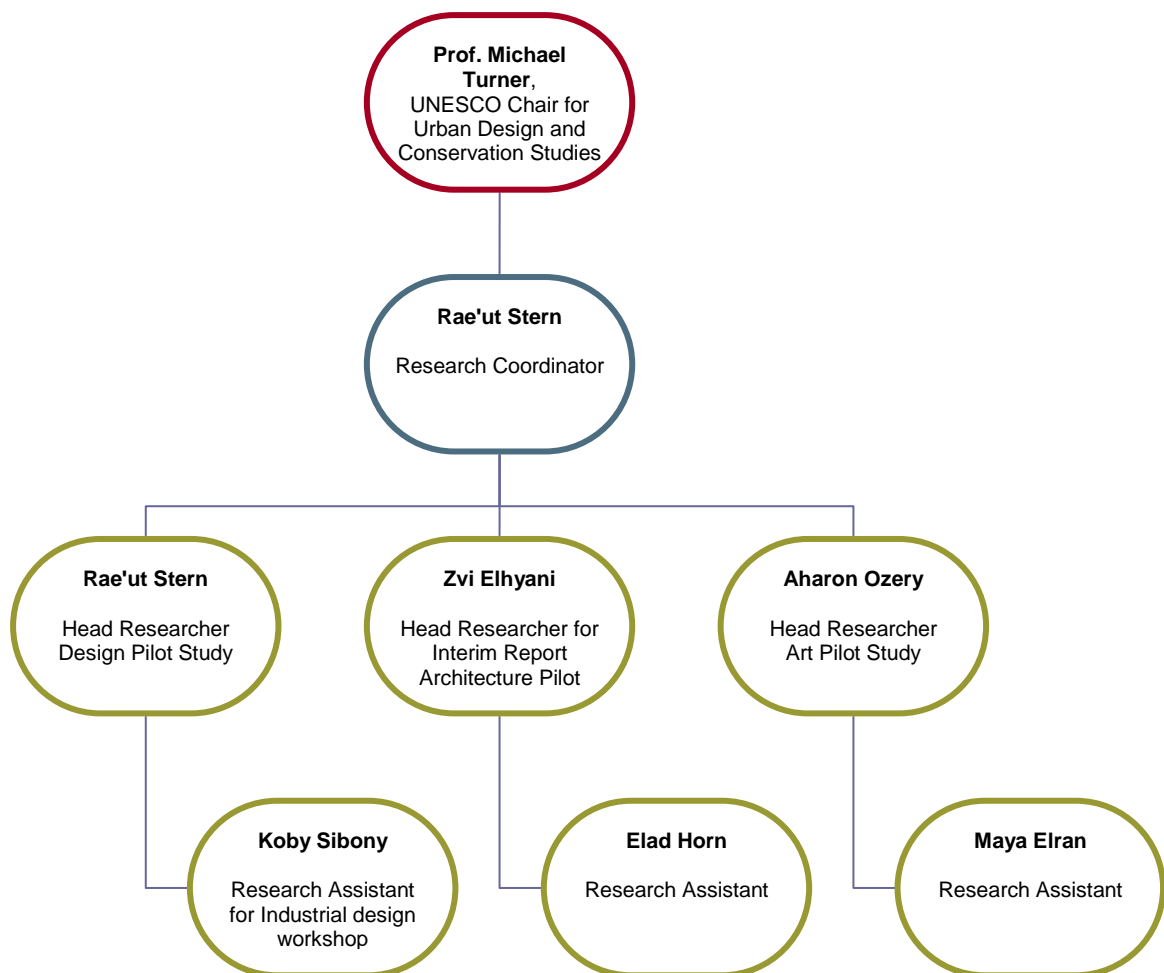 Prof. Michael
Turner,
UNESCO Chair for
Urban Design and
Conservation Studies
Rae'ut Stern
Research Coordinator
Rae'ut Stern
Head Researcher
Design Pilot Study
Zvi Elhyani
Head Researcher for
Interim Report
Architecture Pilot
Aharon Ozery
Head Researcher
Art Pilot Study
Koby Sibony
Research Assistant
for Industrial design
workshop
Elad Horn
Research Assistant
Maya Elran
Research Assistant